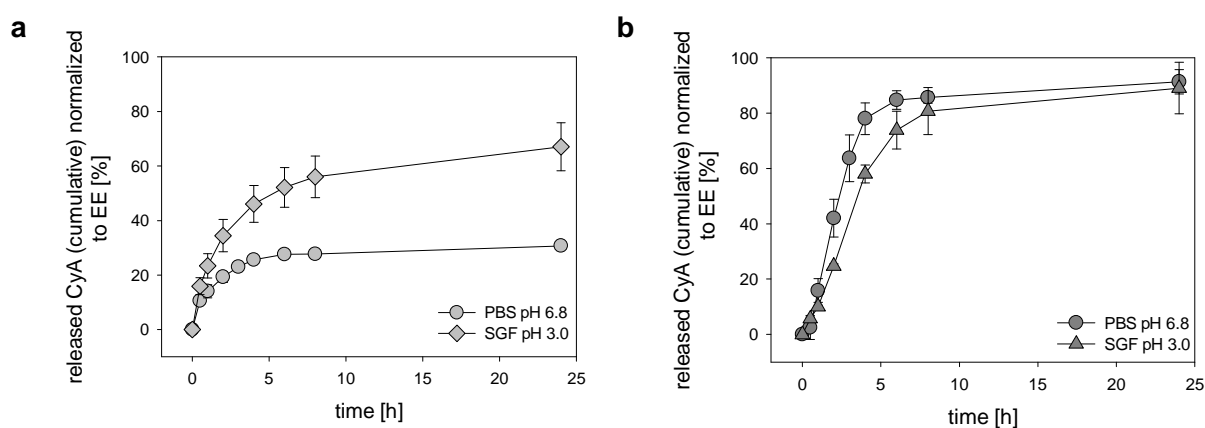 a
released CyA (cumulative) normalized
to EE [%]
100
80
60
40
20
0
PBS pH 6.8
SGF pH 3.0
0 5 10 15 20 25
time [h]
b
released CyA (cumulative) normalized
to EE [%]
100
80
60
40
20
0
PBS pH 6.8
SGF pH 3.0
0 5 10 15 20 25
time [h]